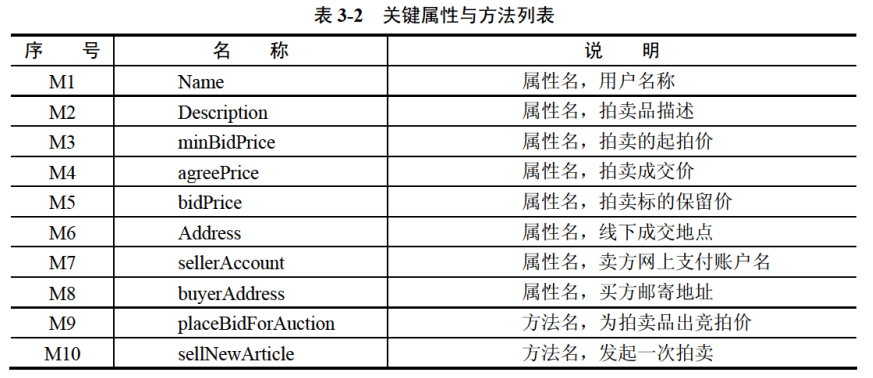 表 3-2 关键属性与方法列表
序 号 名 称 说 明
M1 Name 属性名，用户名称
M2 Description 属性名，拍卖品描述
M3 minBidPrice 属性名，拍卖的起拍价
M4 agreePrice 属性名，拍卖成交价
M5 bidPrice 属性名，拍卖标的保留价
M6 Address 属性名，线下成交地点
M7 sellerAccount 属性名，卖方网上支付账户名
M8 buyerAddress 属性名，买方邮寄地址
M9 placeBidForAuction 方法名，为拍卖品出竞拍价
M10 sellNewArticle 方法名，发起一次拍卖